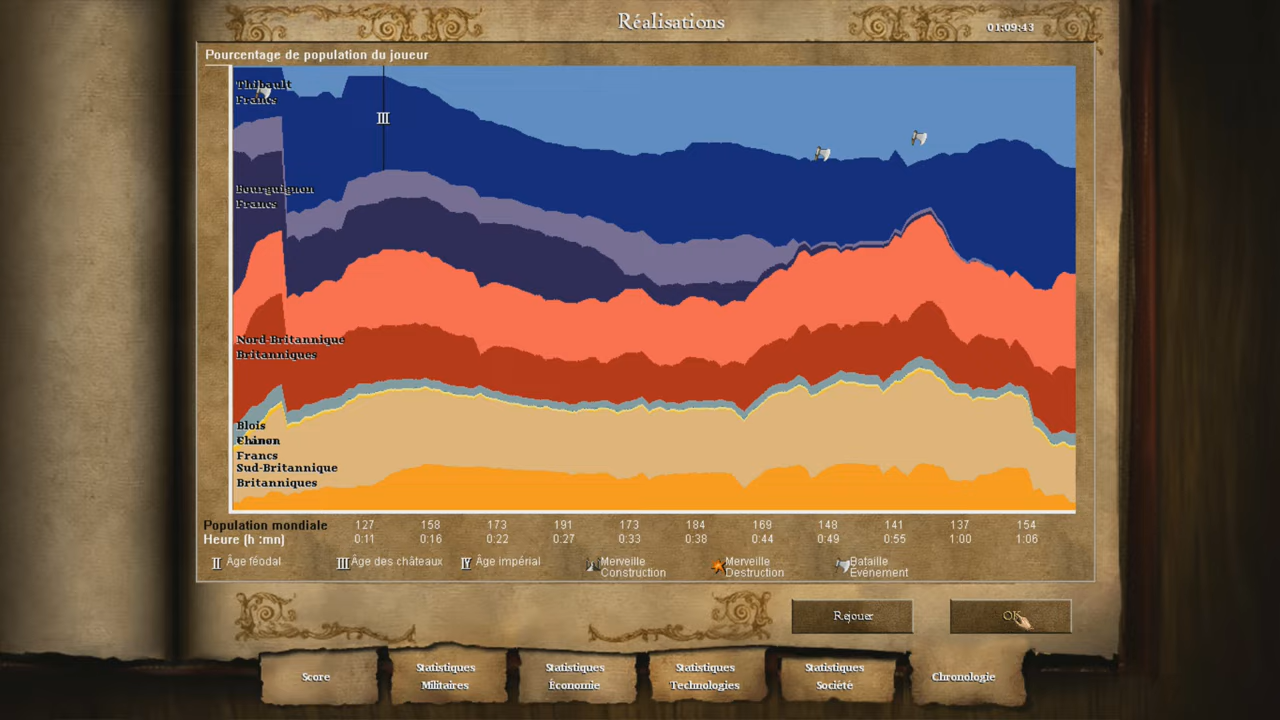 Réalisations
01:09:43
Pourcentage de population du joueur
Thibault
Francs
III
Bourguignon
Francs
Nord-Britannique
Britanniques
Blois
Chinon
Francs
Sud-Britannique
Britanniques
Population mondiale 127 158 173 191 173 184 169 148 141 137 154
Heure (h :mn) 0:11 0:16 0:22 0:27 0:33 0:38 0:44 0:49 0:55 1:00 1:06
II Âge féodal III Âge des châteaux IV Âge impérial Merveille Construction Merveille Destruction Bataille Événement
Rejouer OK
Score Statistiques Militaires Statistiques Économie Statistiques Technologies Statistiques Société Chronologie